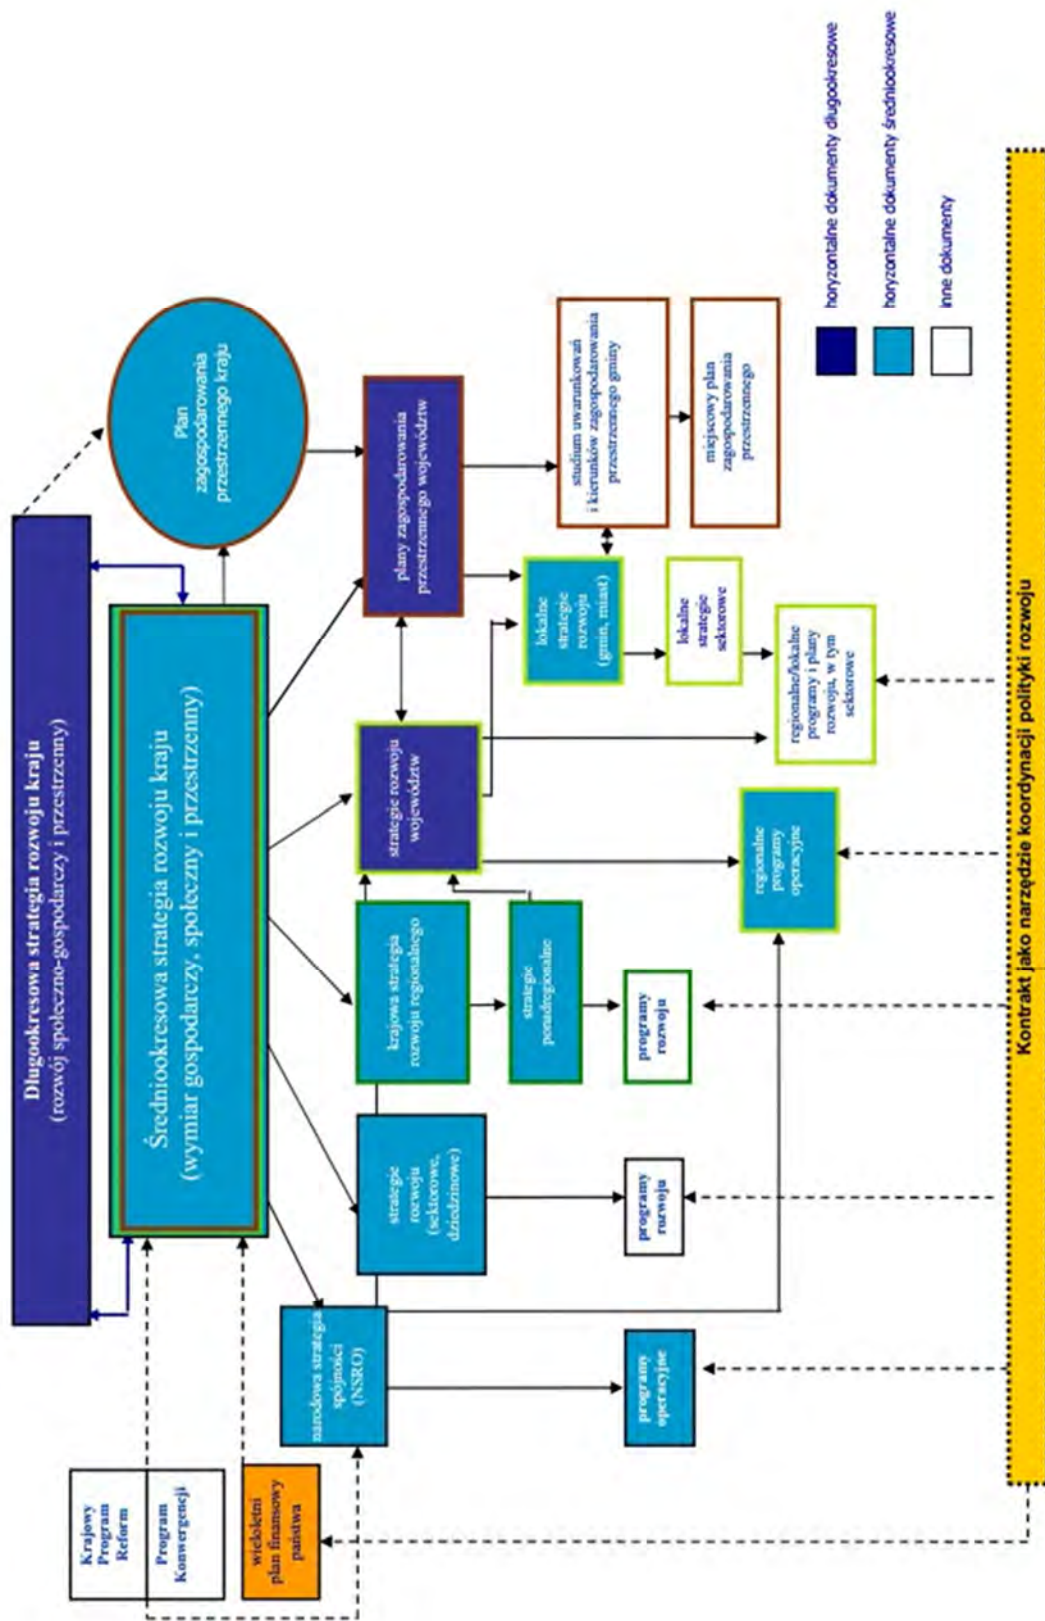 Długookresowa strategia rozwoju kraju
(rozwój społeczno-gospodarczy i przestrzenny)
Średniookresowa strategia rozwoju kraju
(wymiar gospodarczy, społeczny i przestrzenny)
Plan
zagospodarowania
przestrzennego kraju
Krajowy
Program
Reform
Program
Konwergencji
wieloletni
plan finansowy
państwa
narodowa strategia
spójności
(NSRO)
strategie
rozwoju
(sektorowe,
dziedzinowe)
krajowa strategia
rozwoju regionalnego
strategie rozwoju
województw
plany zagospodarowania
przestrzennego województw
strategie
ponadregionalne
lokalne
strategie
rozwoju
(gmin, miast)
studium uwarunkowań
i kierunków zagospodarowania
przestrzennego gminy
programy
operacyjne
programy
rozwoju
programy
rozwoju
lokalne
strategie
sektorowe
miejscowy plan
zagospodarowania
przestrzennego
regionalne
programy
operacyjne
regionalne/lokalne
programy i plany
rozwoju, w tym
sektorowe
horyzontalne dokumenty długookresowe
horyzontalne dokumenty średniookresowe
inne dokumenty
Kontrakt jako narzędzie koordynacji polityki rozwoju